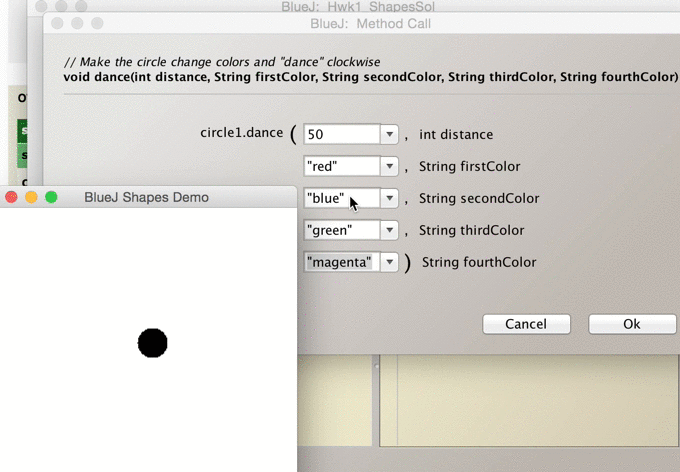 BlueJ: Hwk1_ShapesSol
BlueJ: Method Call
// Make the circle change colors and "dance" clockwise
void dance(int distance, String firstColor, String secondColor, String thirdColor, String fourthColor)
circle1.dance ( 50 , int distance
"red" , String firstColor
"blue" , String secondColor
"green" , String thirdColor
"magenta" ) String fourthColor
Cancel Ok
BlueJ Shapes Demo